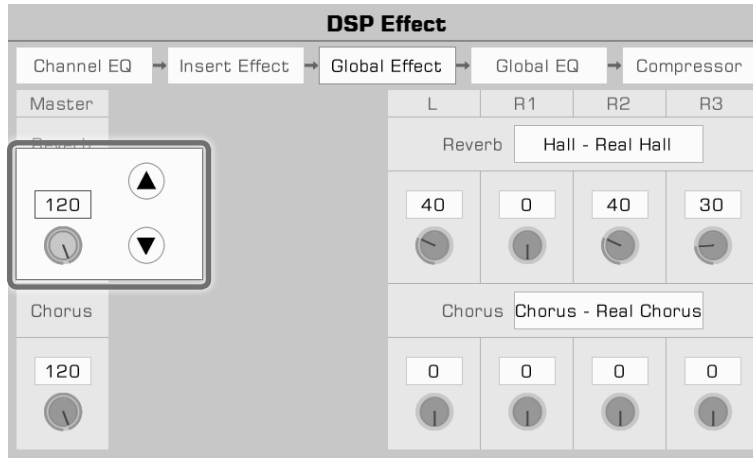 DSP Effect
Channel EQ → Insert Effect → Global Effect → Global EQ → Compressor
Master L R1 R2 R3
Reverb Reverb Hall - Real Hall
120 40 0 40 30
Chorus Chorus Chorus - Real Chorus
120 0 0 0 0